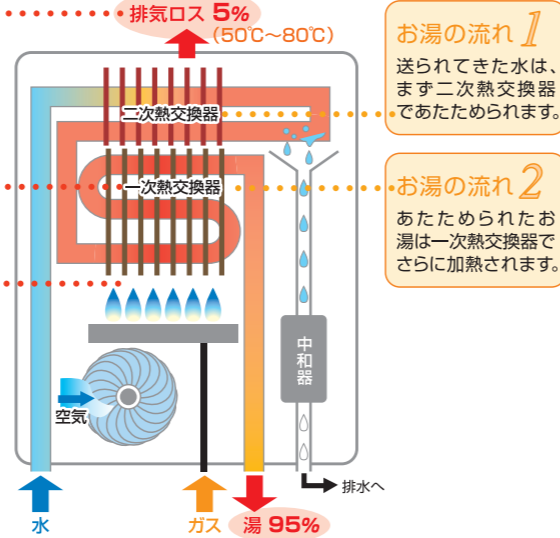 排気ロス 5%
(50℃〜80℃)
お湯の流れ 1
送られてきた水は、
まず二次熱交換器
であたためられます。
二次熱交換器
一次熱交換器
お湯の流れ 2
あたためられたお
湯は一次熱交換器で
さらに加熱されます。
中和器
空気
排水へ
水
ガス
湯 95%